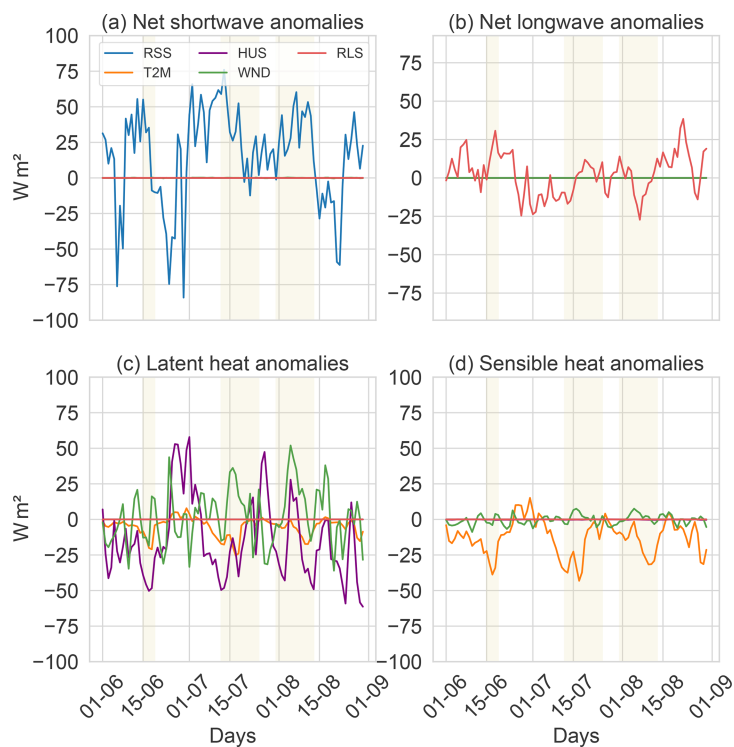 (a) Net shortwave anomalies
(b) Net longwave anomalies
RSS HUS RLS
T2M WND
100
75
50
25
0
−25
−50
−75
−100
W m²
75
50
25
0
−25
−50
−75
(c) Latent heat anomalies
(d) Sensible heat anomalies
100
75
50
25
0
−25
−50
−75
−100
W m²
100
75
50
25
0
−25
−50
−75
−100
01-06 15-06 01-07 15-07 01-08 15-08 01-09
Days
01-06 15-06 01-07 15-07 01-08 15-08 01-09
Days